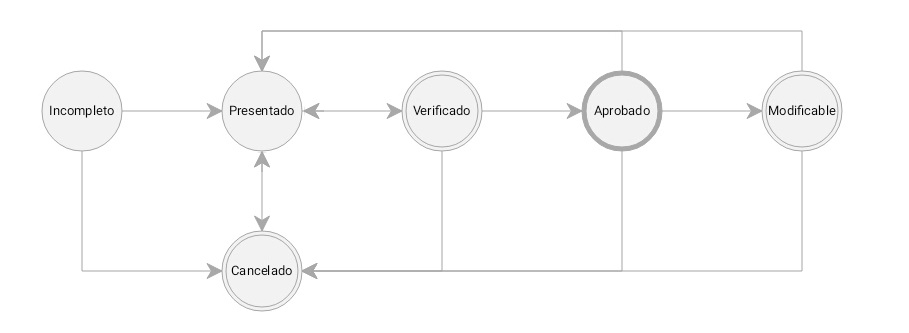 Incompleto
Presentado
Verificado
Aprobado
Modificable
Cancelado